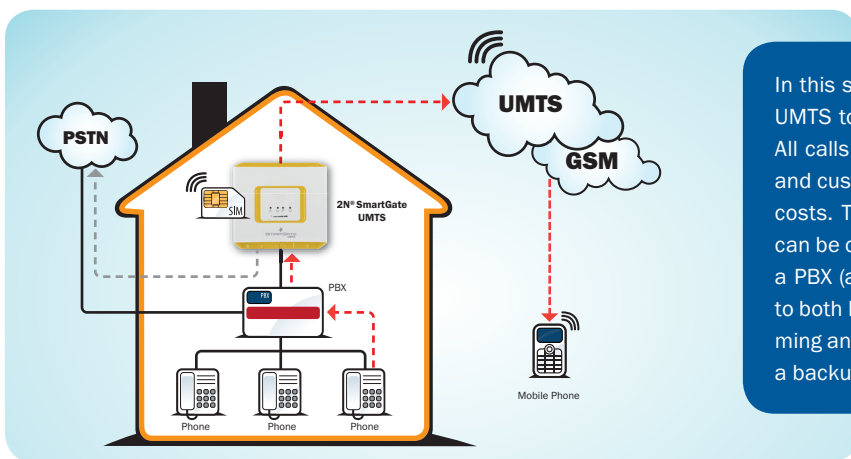 PSTN
UMTS
GSM
SIM
2N® SmartGate
UMTS
PBX
PBX
Phone
Phone
Phone
Mobile Phone
In this s
UMTS to
All calls
and cus
costs. T
can be c
a PBX (a
to both
ming an
a backu